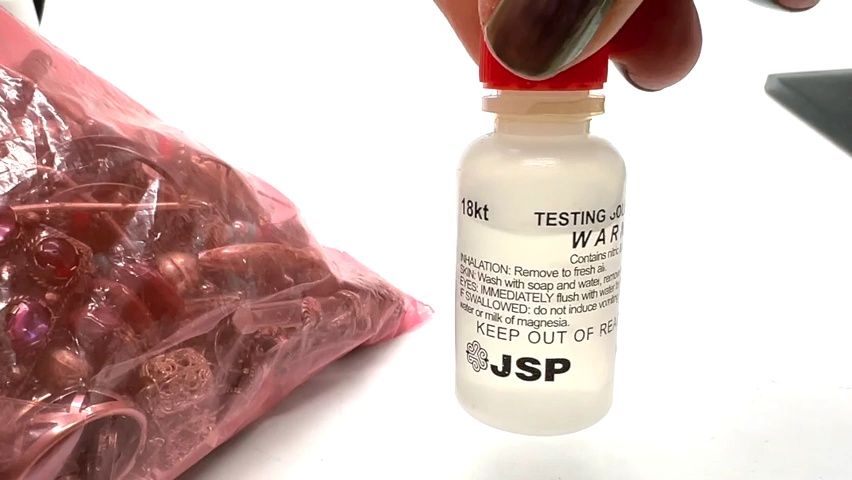 18kt
TESTING
WAR
Contains nitric
INHALATION: Remove to fresh air.
SKIN: Wash with soap and water,
EYES: IMMEDIATELY flush with water
IF SWALLOWED: do not induce vomiting
water or milk of magnesia.
KEEP OUT OF REA
JSP